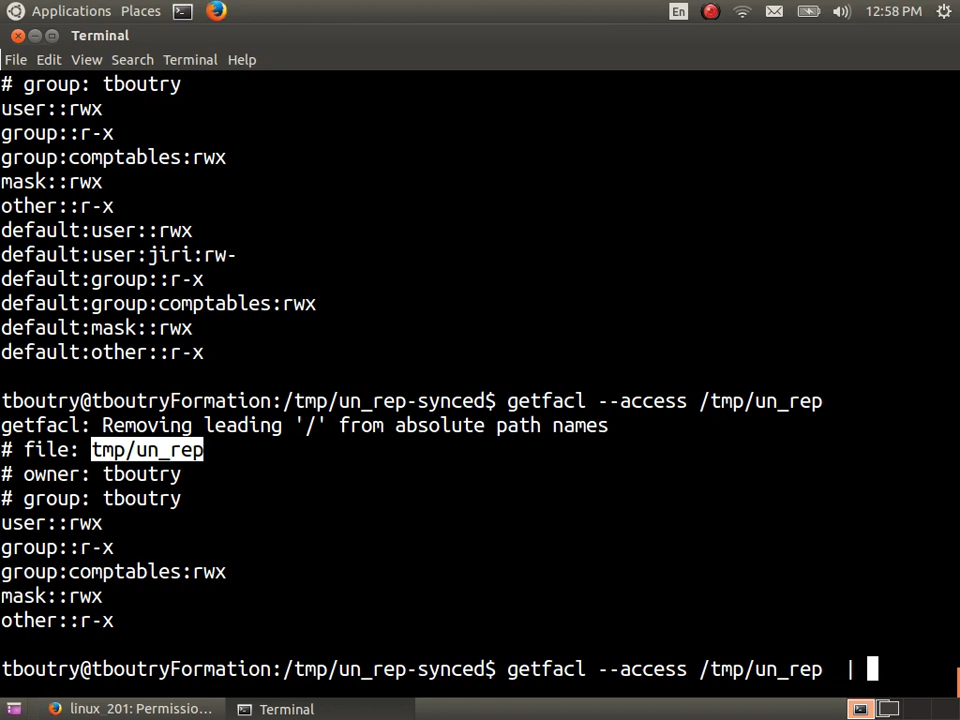 Applications Places En 12:58 PM
Terminal
File Edit View Search Terminal Help
# group: tboutry
user::rwx
group::r-x
group:comptables:rwx
mask::rwx
other::r-x
default:user::rwx
default:user:jiri:rw-
default:group::r-x
default:group:comptables:rwx
default:mask::rwx
default:other::r-x
tboutry@tboutryFormation:/tmp/un_rep-synced$ getfacl --access /tmp/un_rep
getfacl: Removing leading '/' from absolute path names
# file: tmp/un_rep
# owner: tboutry
# group: tboutry
user::rwx
group::r-x
group:comptables:rwx
mask::rwx
other::r-x
tboutry@tboutryFormation:/tmp/un_rep-synced$ getfacl --access /tmp/un_rep  |
linux_201: Permissio... Terminal